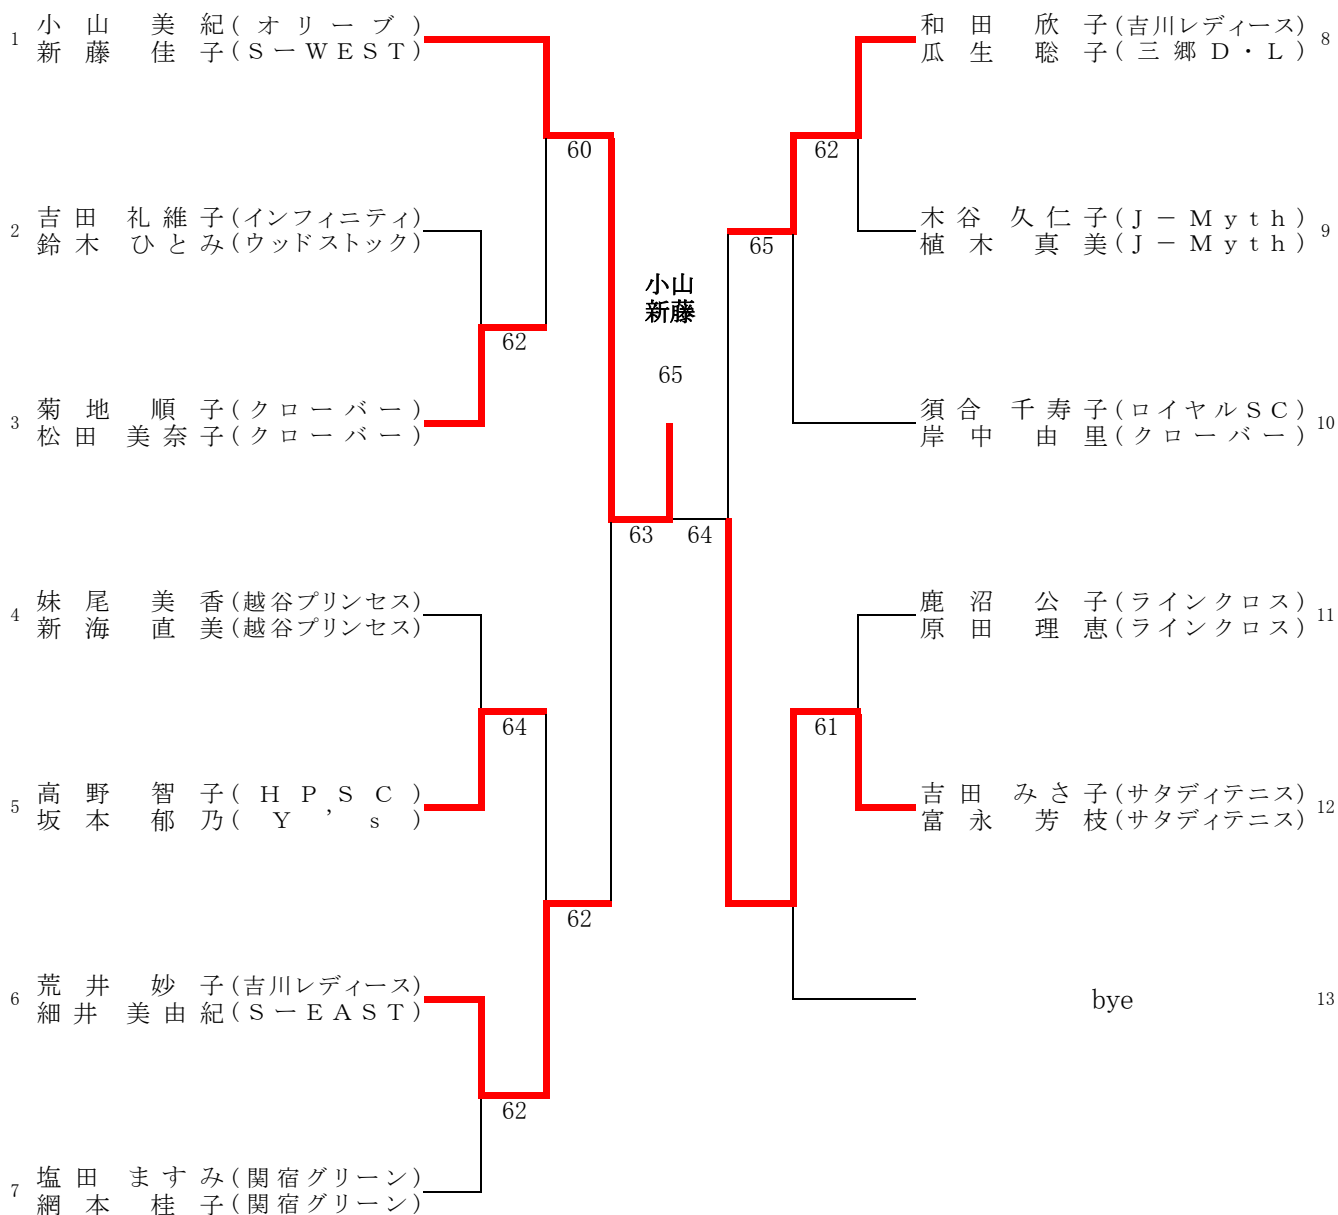 1 小山 美紀(オリーブ)
新藤 佳子(SーWEST)
2 吉田 礼維子(インフィニティ)
鈴木 ひとみ(ウッドストック)
3 菊地 順子(クローバー)
松田 美奈子(クローバー)
4 妹尾 美香(越谷プリンセス)
新海 直美(越谷プリンセス)
5 高野 智子(HPSC)
坂本 郁乃(Y's)
6 荒井 妙子(吉川レディース)
細井 美由紀(SーEAST)
7 塩田 ますみ(関宿グリーン)
網本 桂子(関宿グリーン)
60
62
64
62
62
小山
新藤
65
63
64
62
65
61
和田 欣子(吉川レディース) 8
瓜生 聡子(三郷D・L)
木谷 久仁子(J－Myth) 9
植木 真美(J－Myth)
須合 千寿子(ロイヤルSC) 10
岸中 由里(クローバー)
鹿沼 公子(ラインクロス) 11
原田 理恵(ラインクロス)
吉田 みさ子(サタディテニス) 12
富永 芳枝(サタディテニス)
bye 13